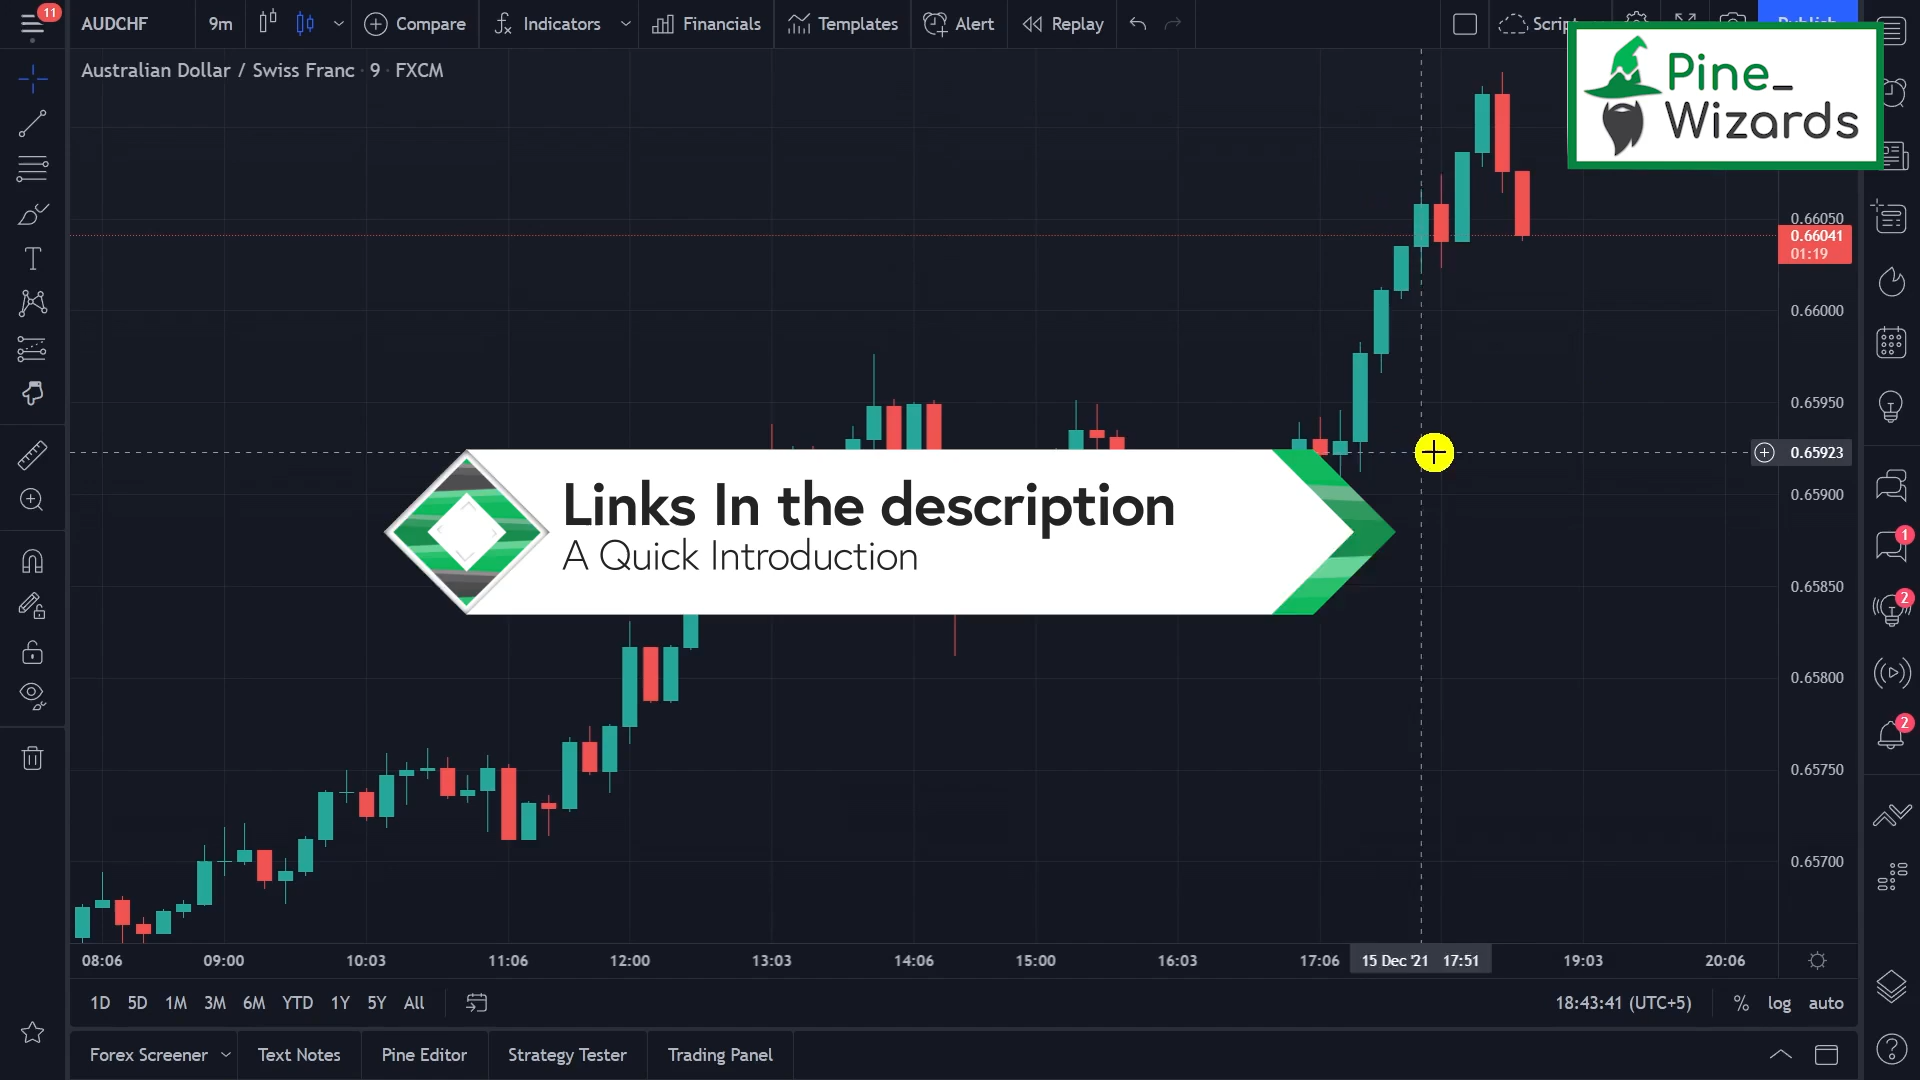 11
AUDCHF
9m
Compare
Indicators
Financials
Templates
Alert
Replay
Australian Dollar / Swiss Franc · 9 · FXCM
Pine_
Wizards
0.66050
0.66041
01:19
0.66000
0.65950
0.65923
0.65900
0.65850
0.65800
0.65750
0.65700
Links In the description
A Quick Introduction
1
2
2
08:06 09:00 10:03 11:06 12:00 13:03 14:06 15:00 16:03 17:06 15 Dec '21 17:51 19:03 20:06
1D 5D 1M 3M 6M YTD 1Y 5Y All
18:43:41 (UTC+5)
% log auto
Forex Screener
Text Notes
Pine Editor
Strategy Tester
Trading Panel